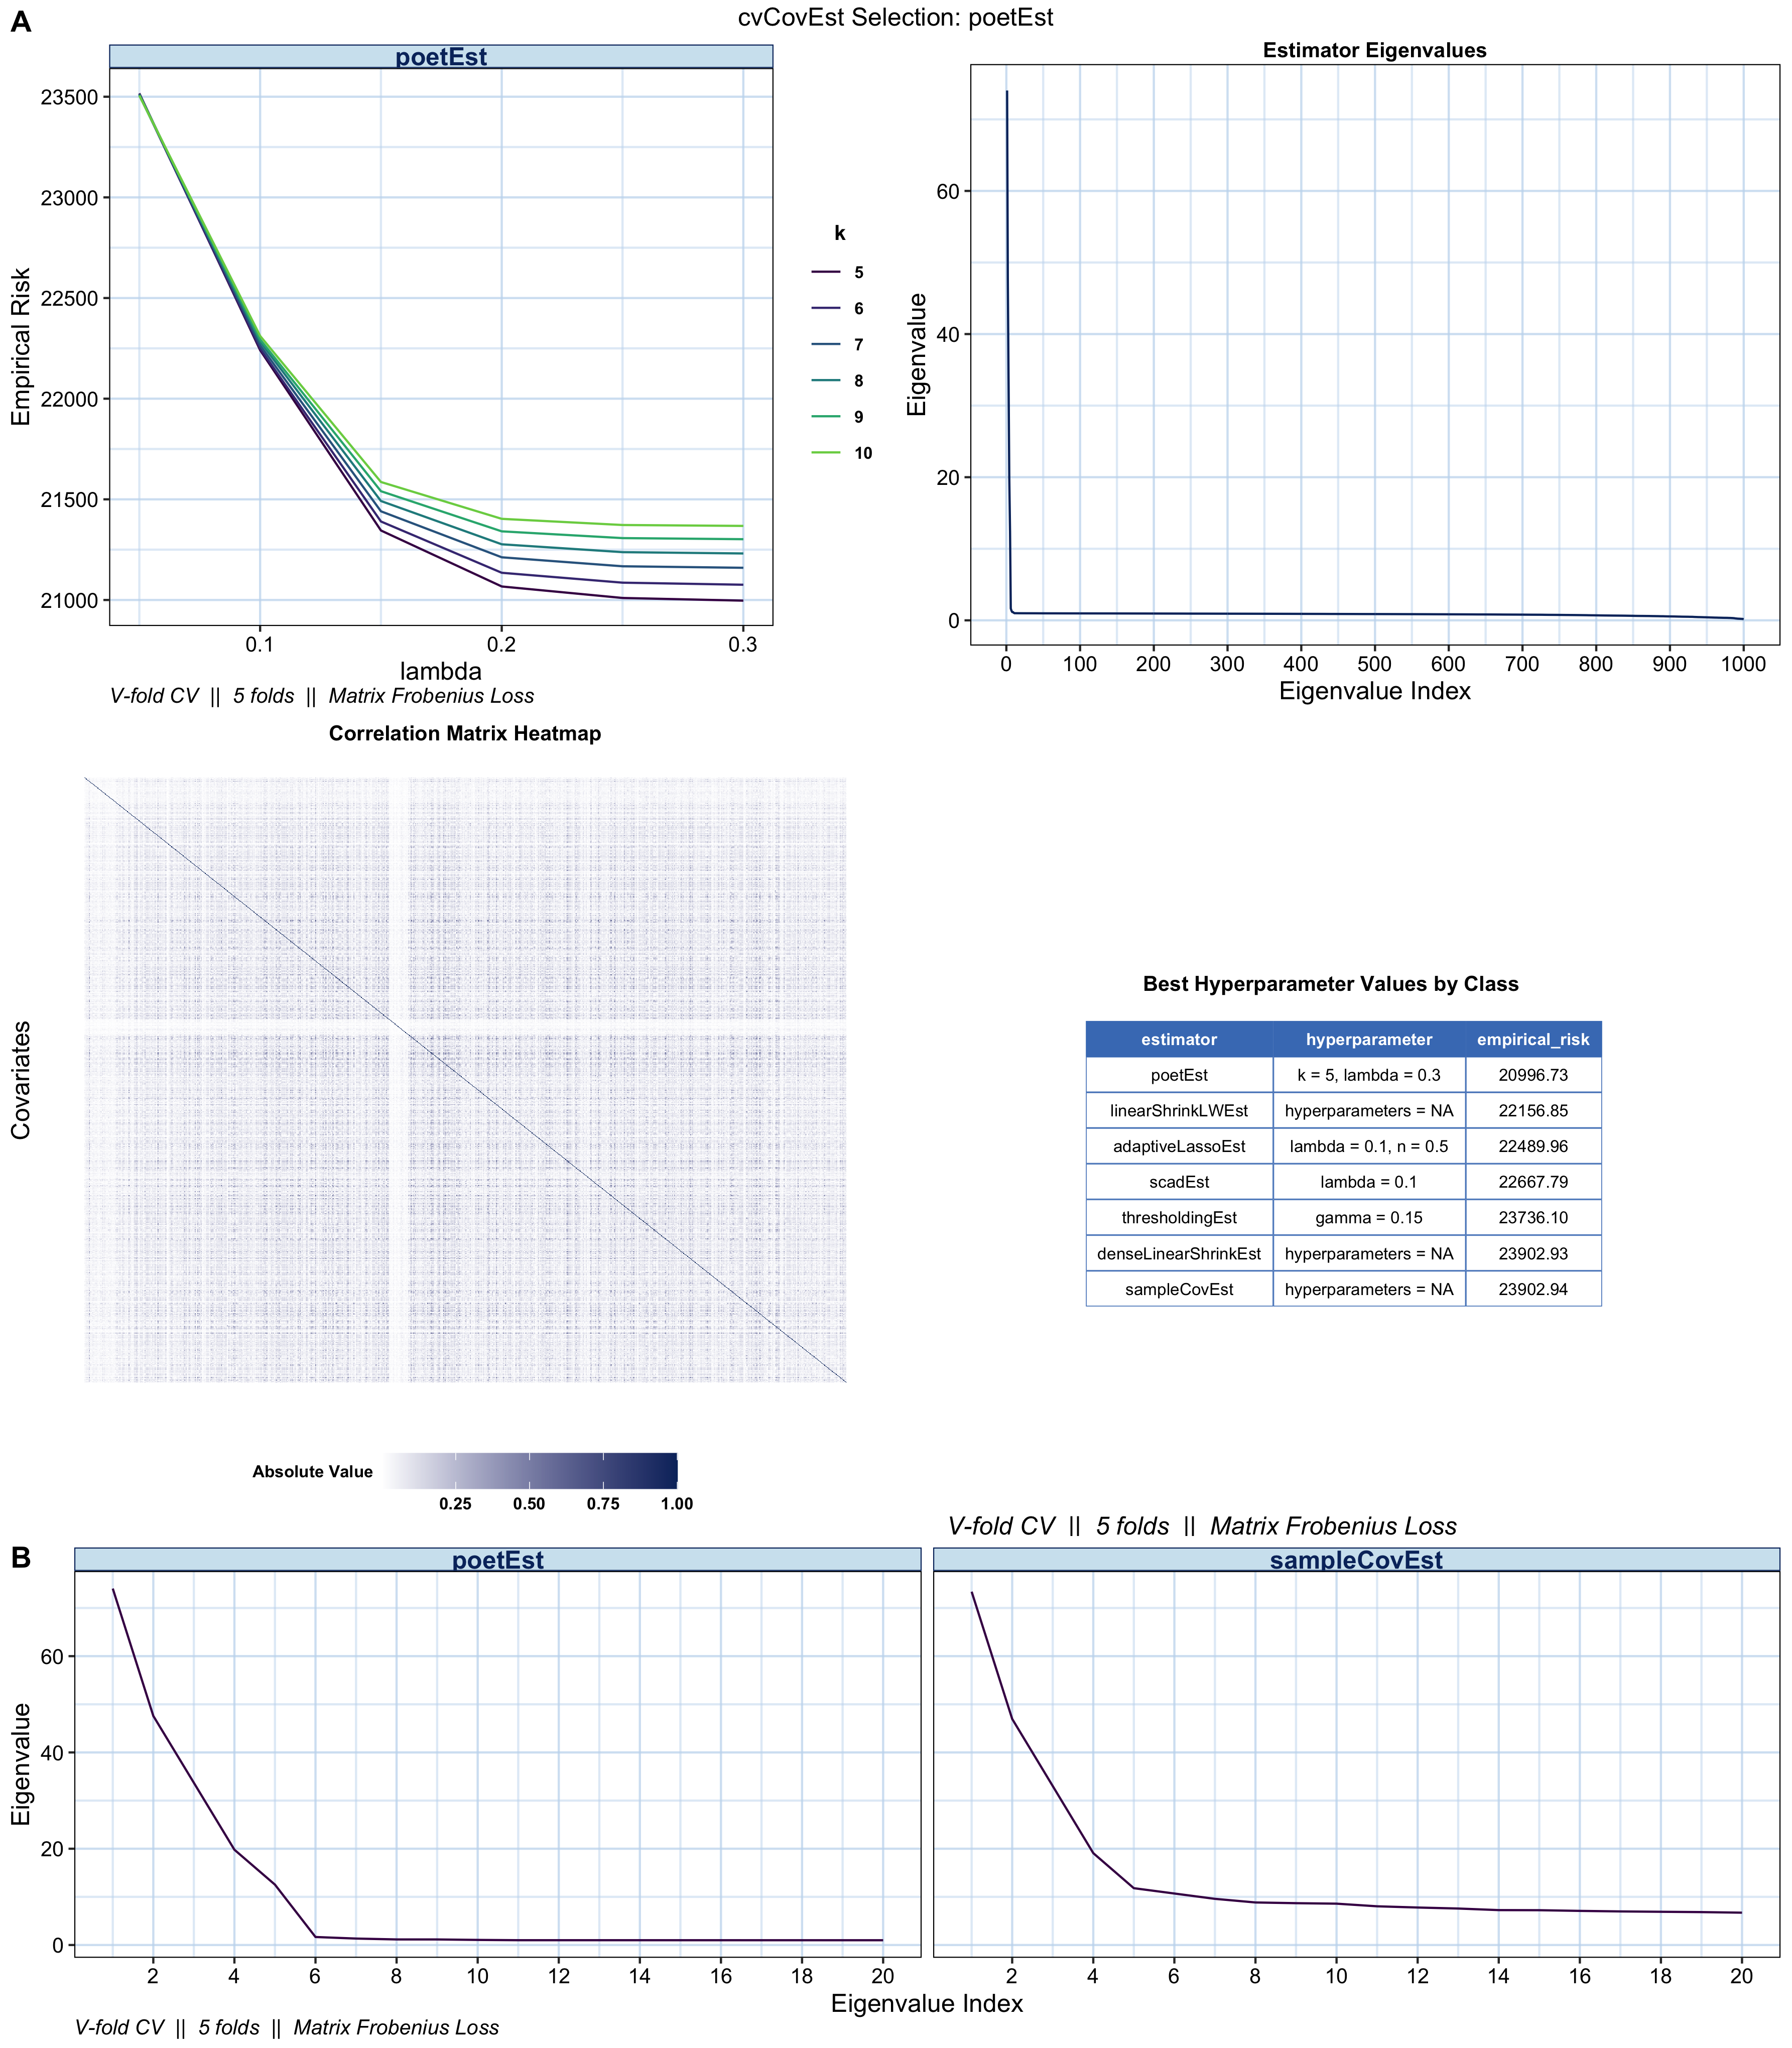 A
cvCovEst Selection: poetEst
poetEst
23500
23000
22500
22000
21500
21000
Empirical Risk
0.1 0.2 0.3
lambda
V-fold CV || 5 folds || Matrix Frobenius Loss
k
5
6
7
8
9
10
Estimator Eigenvalues
60
40
20
0
Eigenvalue
0 100 200 300 400 500 600 700 800 900 1000
Eigenvalue Index
Correlation Matrix Heatmap
Covariates
Absolute Value
0.25 0.50 0.75 1.00
Best Hyperparameter Values by Class
estimator hyperparameter empirical_risk
poetEst k = 5, lambda = 0.3 20996.73
linearShrinkLWEst hyperparameters = NA 22156.85
adaptiveLassoEst lambda = 0.1, n = 0.5 22489.96
scadEst lambda = 0.1 22667.79
thresholdingEst gamma = 0.15 23736.10
denseLinearShrinkEst hyperparameters = NA 23902.93
sampleCovEst hyperparameters = NA 23902.94
V-fold CV || 5 folds || Matrix Frobenius Loss
B
poetEst
sampleCovEst
60
40
20
0
Eigenvalue
2 4 6 8 10 12 14 16 18 20
2 4 6 8 10 12 14 16 18 20
Eigenvalue Index
V-fold CV || 5 folds || Matrix Frobenius Loss